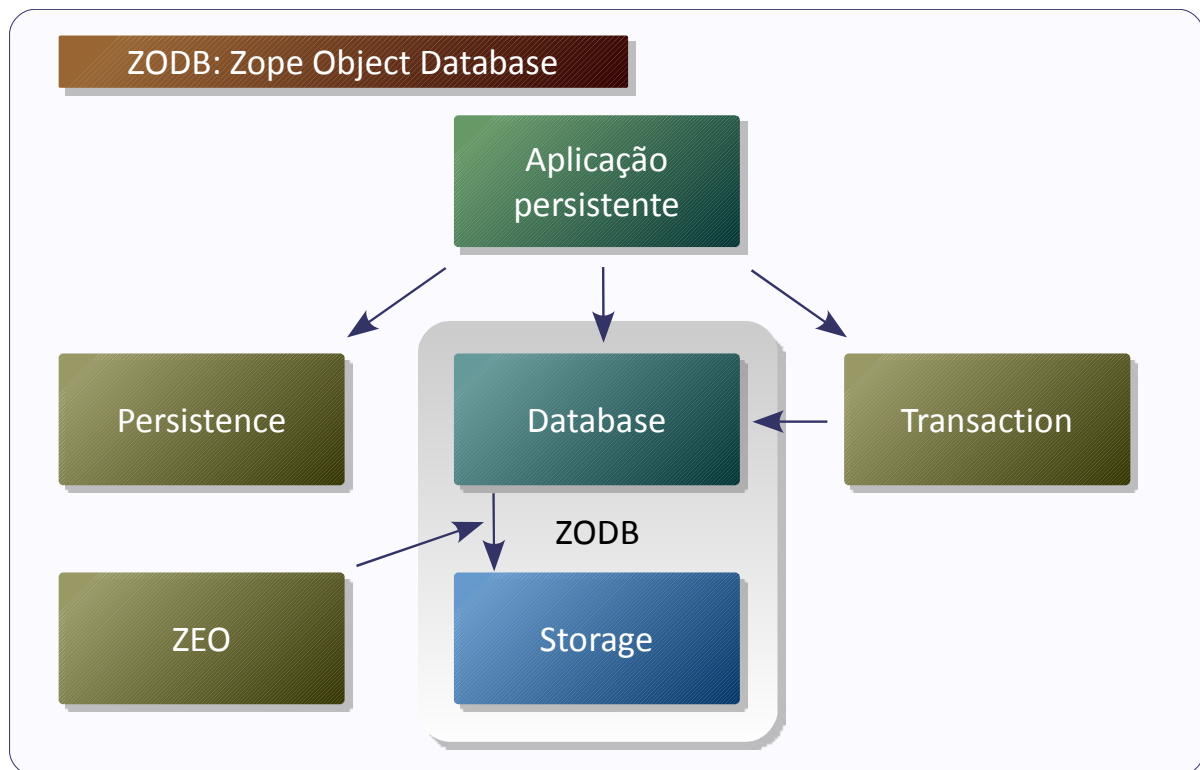 ZODB: Zope Object Database
Aplicação
persistente
Persistence
Database
Transaction
ZODB
ZEO
Storage